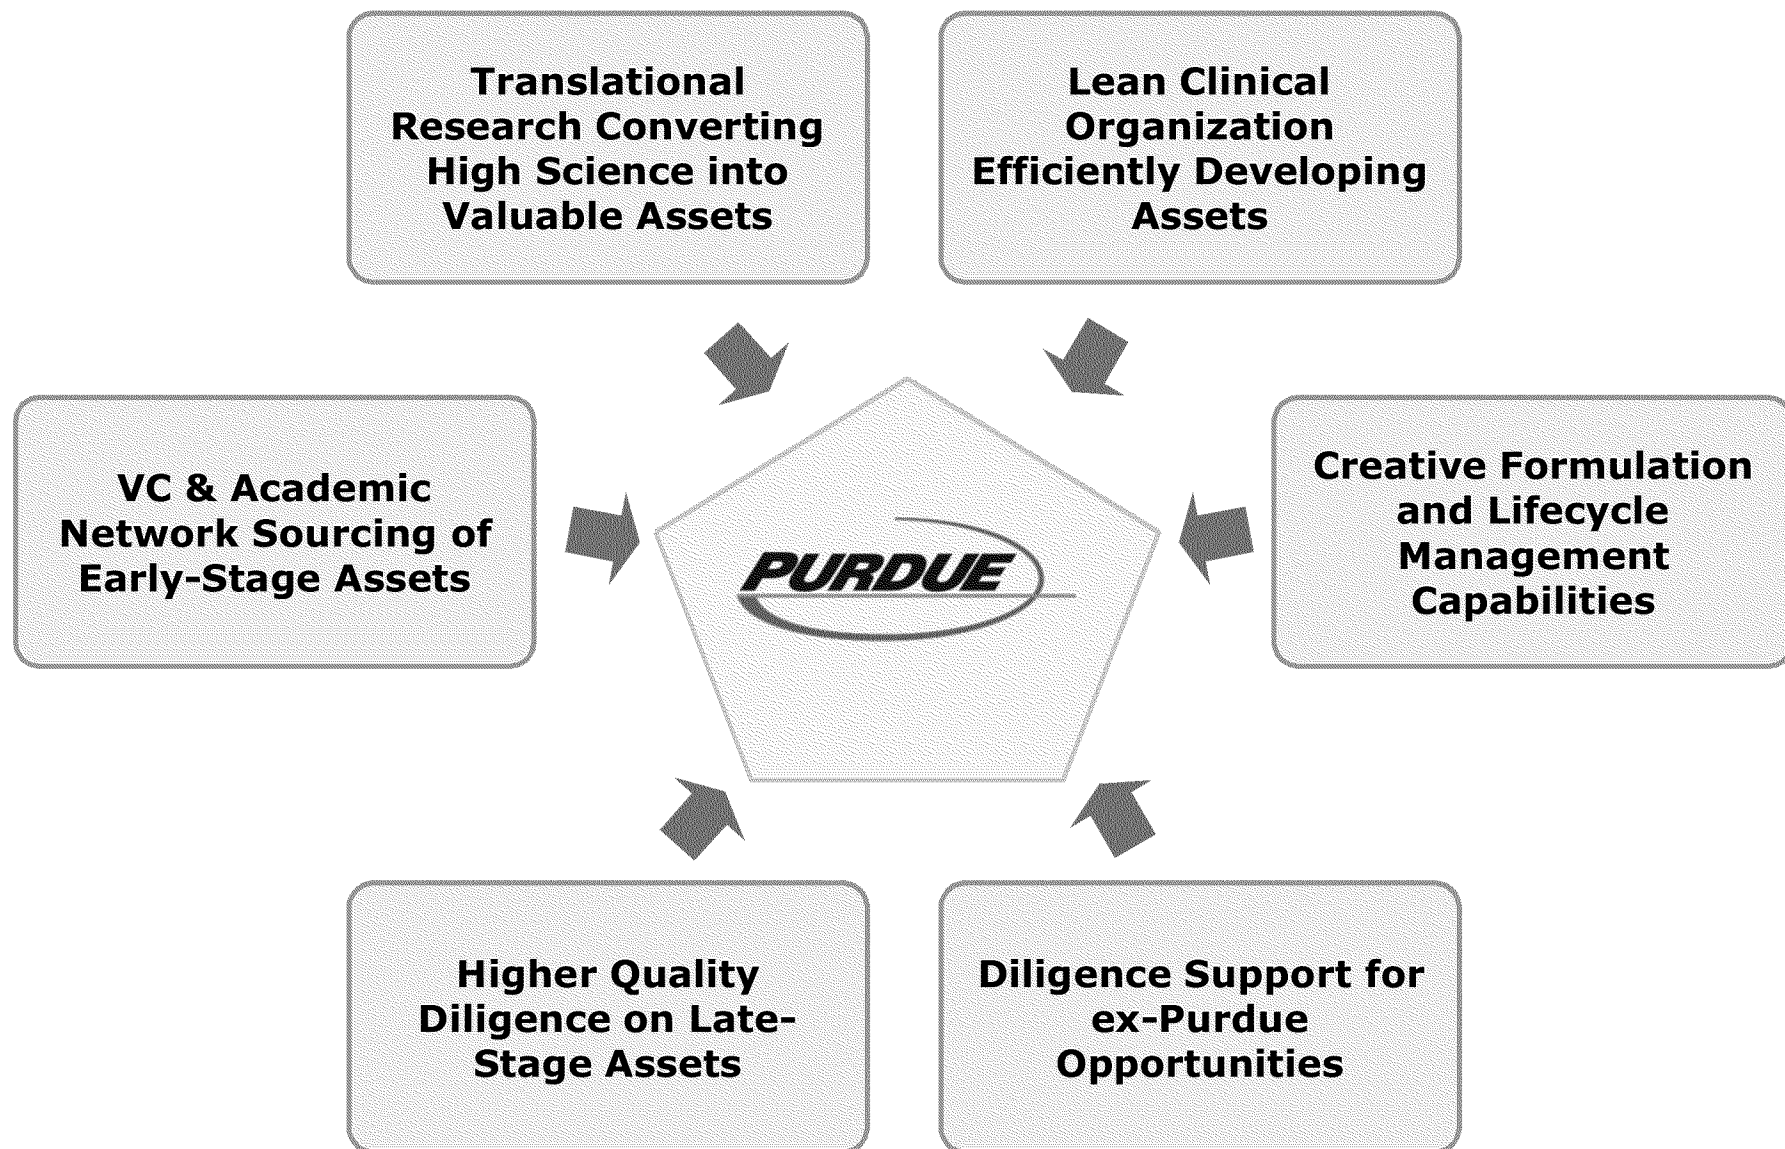 Translational
Research Converting
High Science into
Valuable Assets
Lean Clinical
Organization
Efficiently Developing
Assets
VC & Academic
Network Sourcing of
Early-Stage Assets
PURDUE
Creative Formulation
and Lifecycle
Management
Capabilities
Higher Quality
Diligence on Late-
Stage Assets
Diligence Support for
ex-Purdue
Opportunities